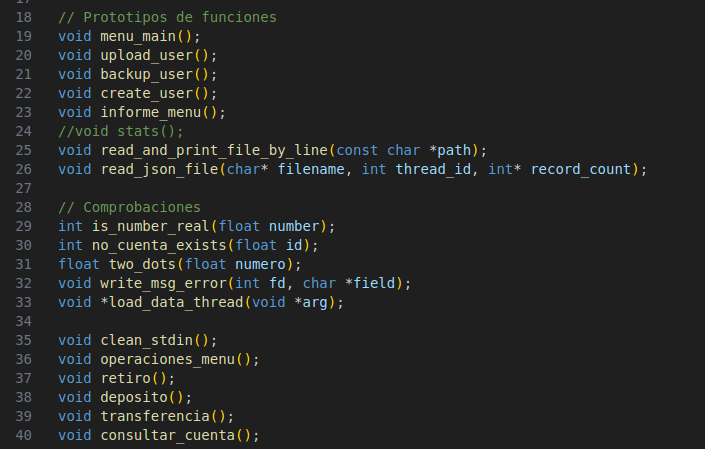 17
18 // Prototipos de funciones
19 void menu_main();
20 void upload_user();
21 void backup_user();
22 void create_user();
23 void informe_menu();
24 //void stats();
25 void read_and_print_file_by_line(const char *path);
26 void read_json_file(char* filename, int thread_id, int* record_count);
27
28 // Comprobaciones
29 int is_number_real(float number);
30 int no_cuenta_exists(float id);
31 float two_dots(float numero);
32 void write_msg_error(int fd, char *field);
33 void *load_data_thread(void *arg);
34
35 void clean_stdin();
36 void operaciones_menu();
37 void retiro();
38 void deposito();
39 void transferencia();
40 void consultar_cuenta();